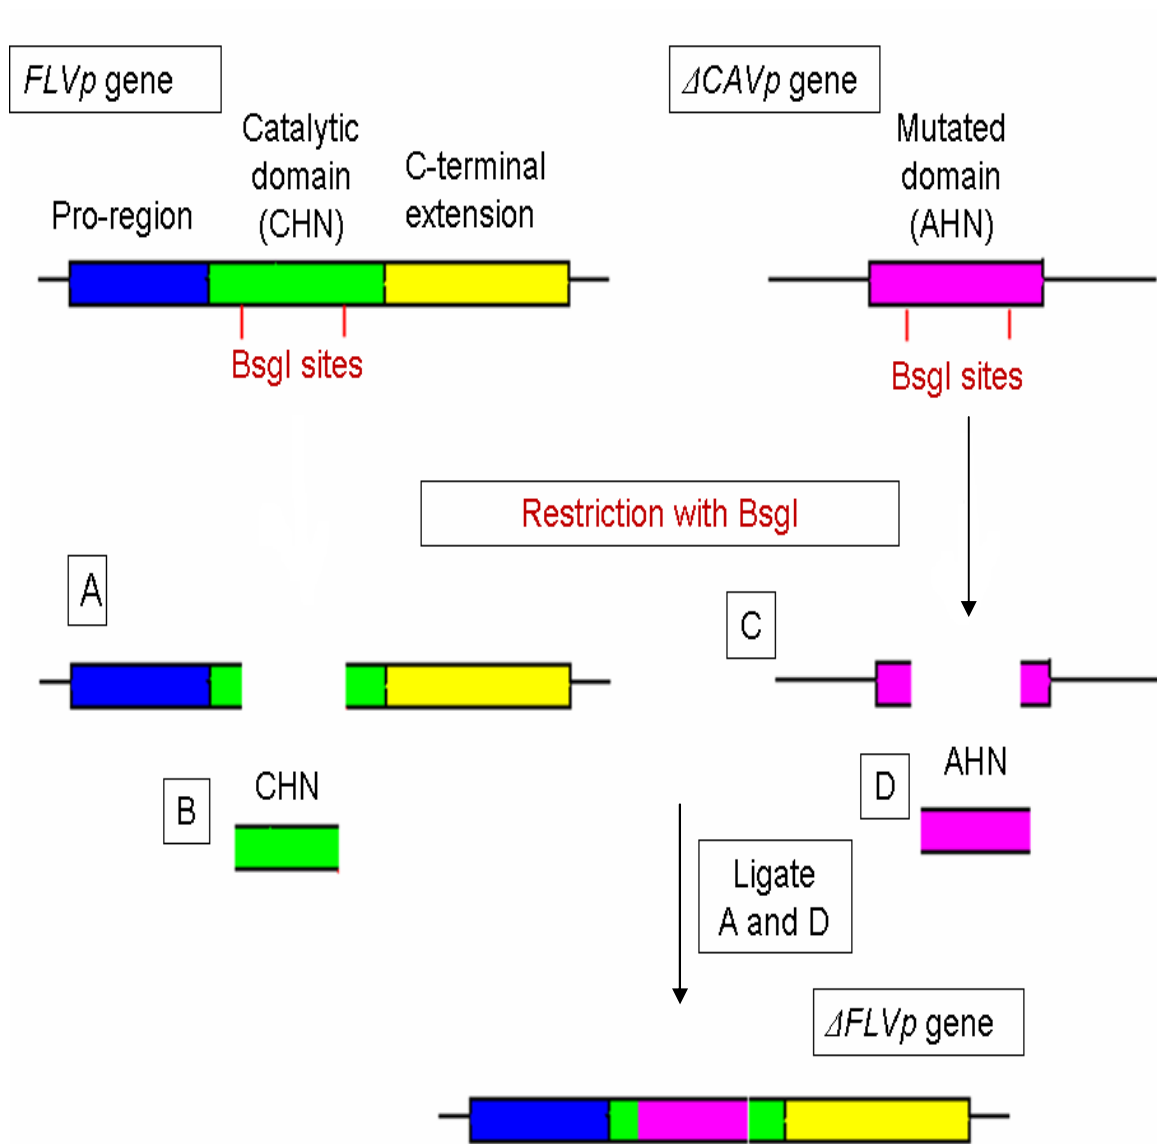 FLVp gene
ΔCAVp gene
Catalytic
domain
(CHN)
Pro-region
C-terminal
extension
Mutated
domain
(AHN)
BsgI sites
BsgI sites
Restriction with BsgI
A
C
B
CHN
D
AHN
Ligate
A and D
ΔFLVp gene